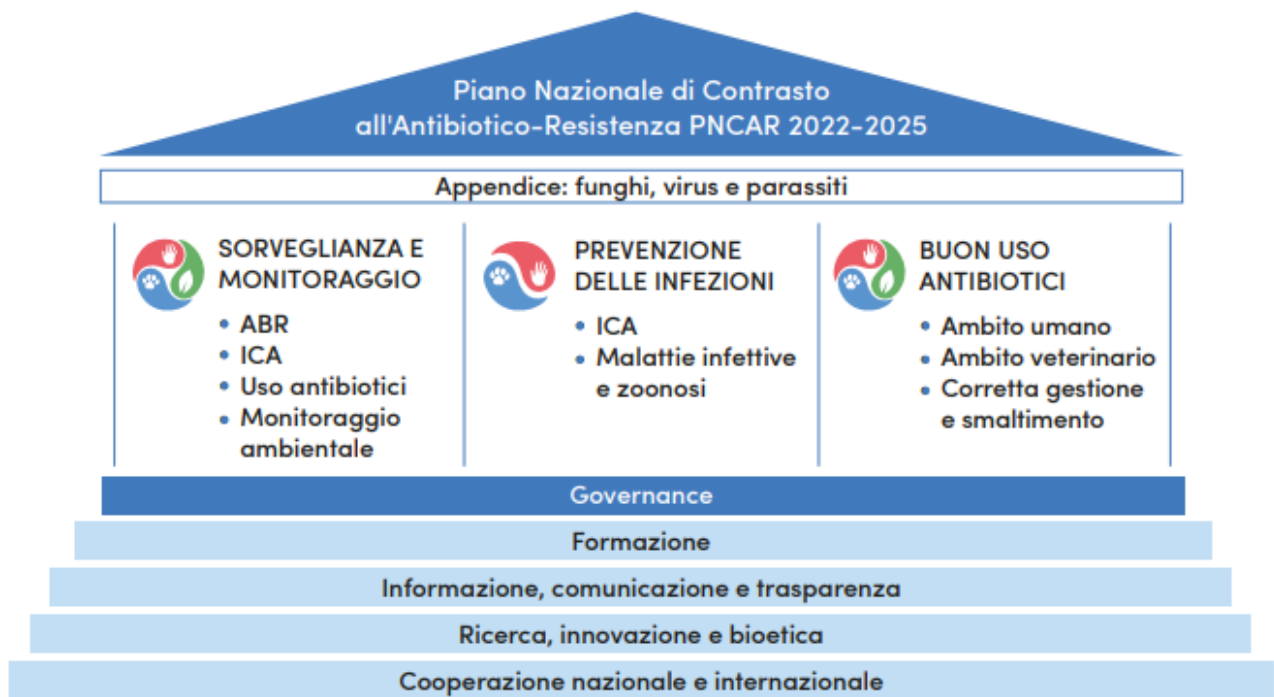 Piano Nazionale di Contrasto
all'Antibiotico-Resistenza PNCAR 2022-2025
Appendice: funghi, virus e parassiti
SORVEGLIANZA E
MONITORAGGIO
• ABR
• ICA
• Uso antibiotici
• Monitoraggio
ambientale
PREVENZIONE
DELLE INFEZIONI
• ICA
• Malattie infettive
e zoonosi
BUON USO
ANTIBIOTICI
• Ambito umano
• Ambito veterinario
• Corretta gestione
e smaltimento
Governance
Formazione
Informazione, comunicazione e trasparenza
Ricerca, innovazione e bioetica
Cooperazione nazionale e internazionale